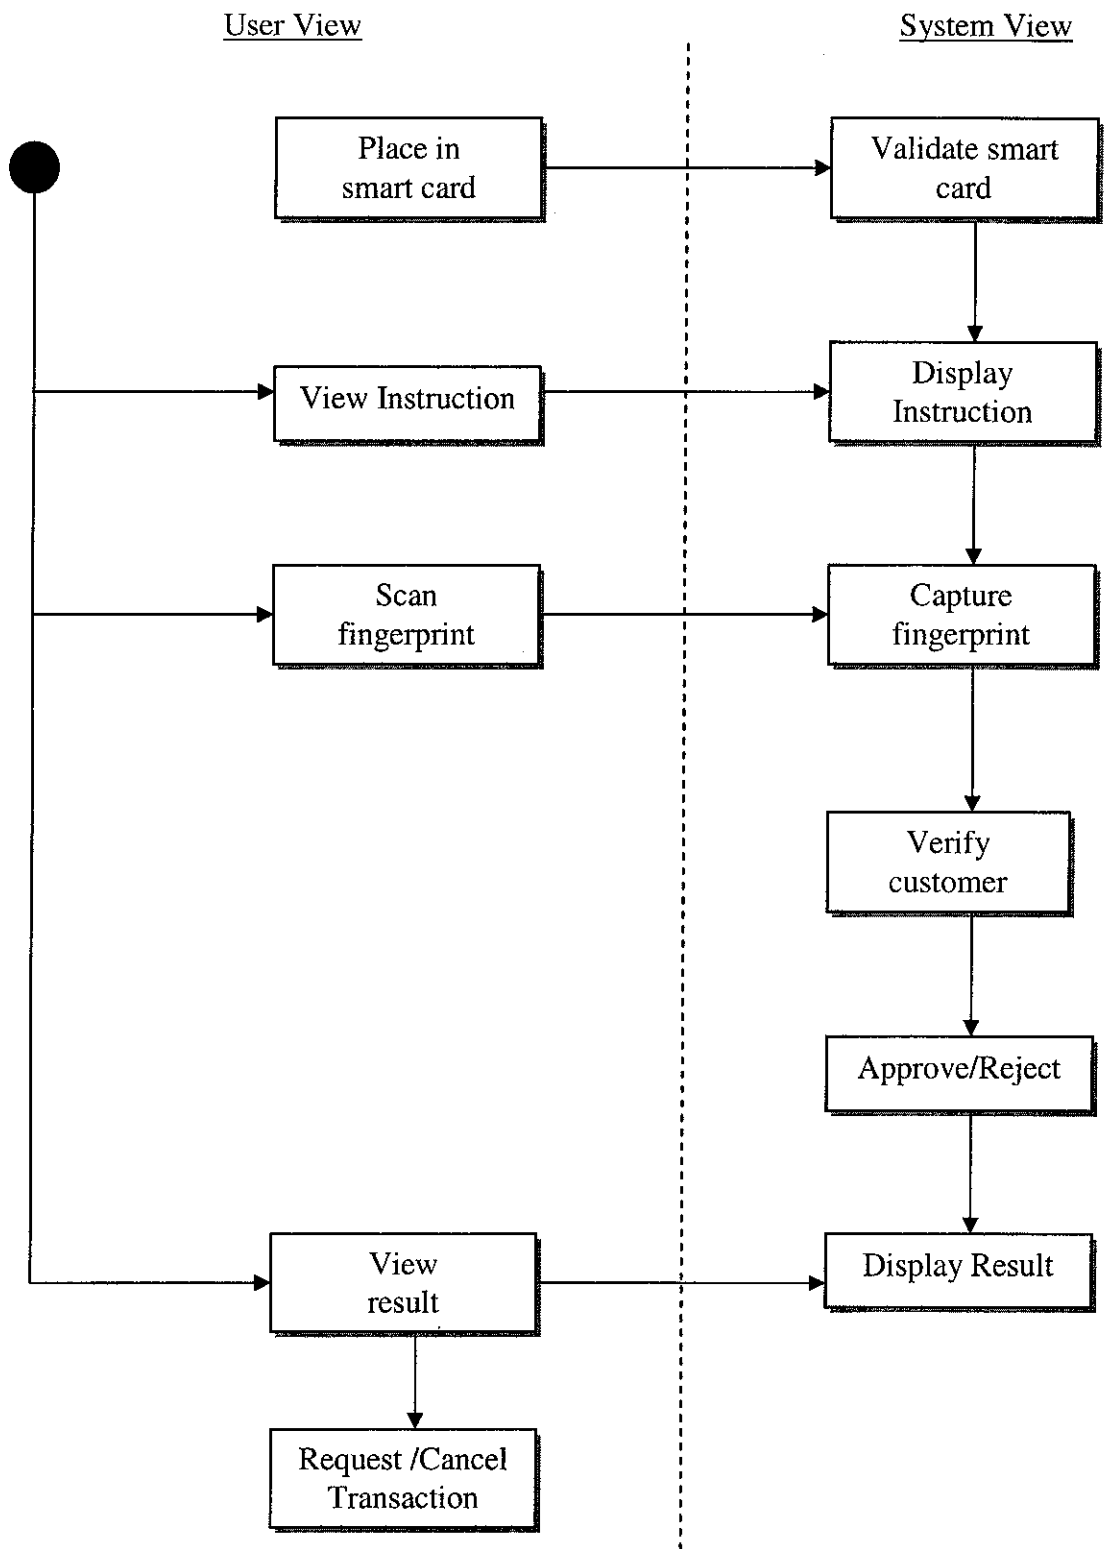 User View
System View
Place in
smart card
Validate smart
card
View Instruction
Display
Instruction
Scan
fingerprint
Capture
fingerprint
Verify
customer
Approve/Reject
View
result
Display Result
Request /Cancel
Transaction